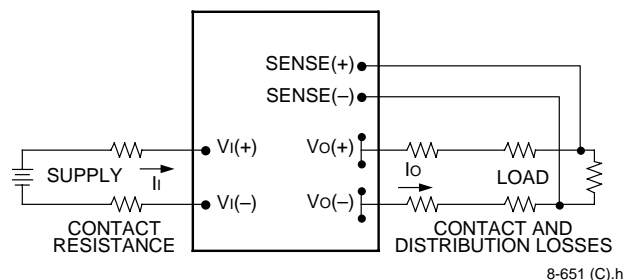 SENSE(+)
SENSE(–)
VI(+)
VO(+)
SUPPLY
II
IO
LOAD
VI(–)
VO(–)
CONTACT
RESISTANCE
CONTACT AND
DISTRIBUTION LOSSES
8-651 (C).h